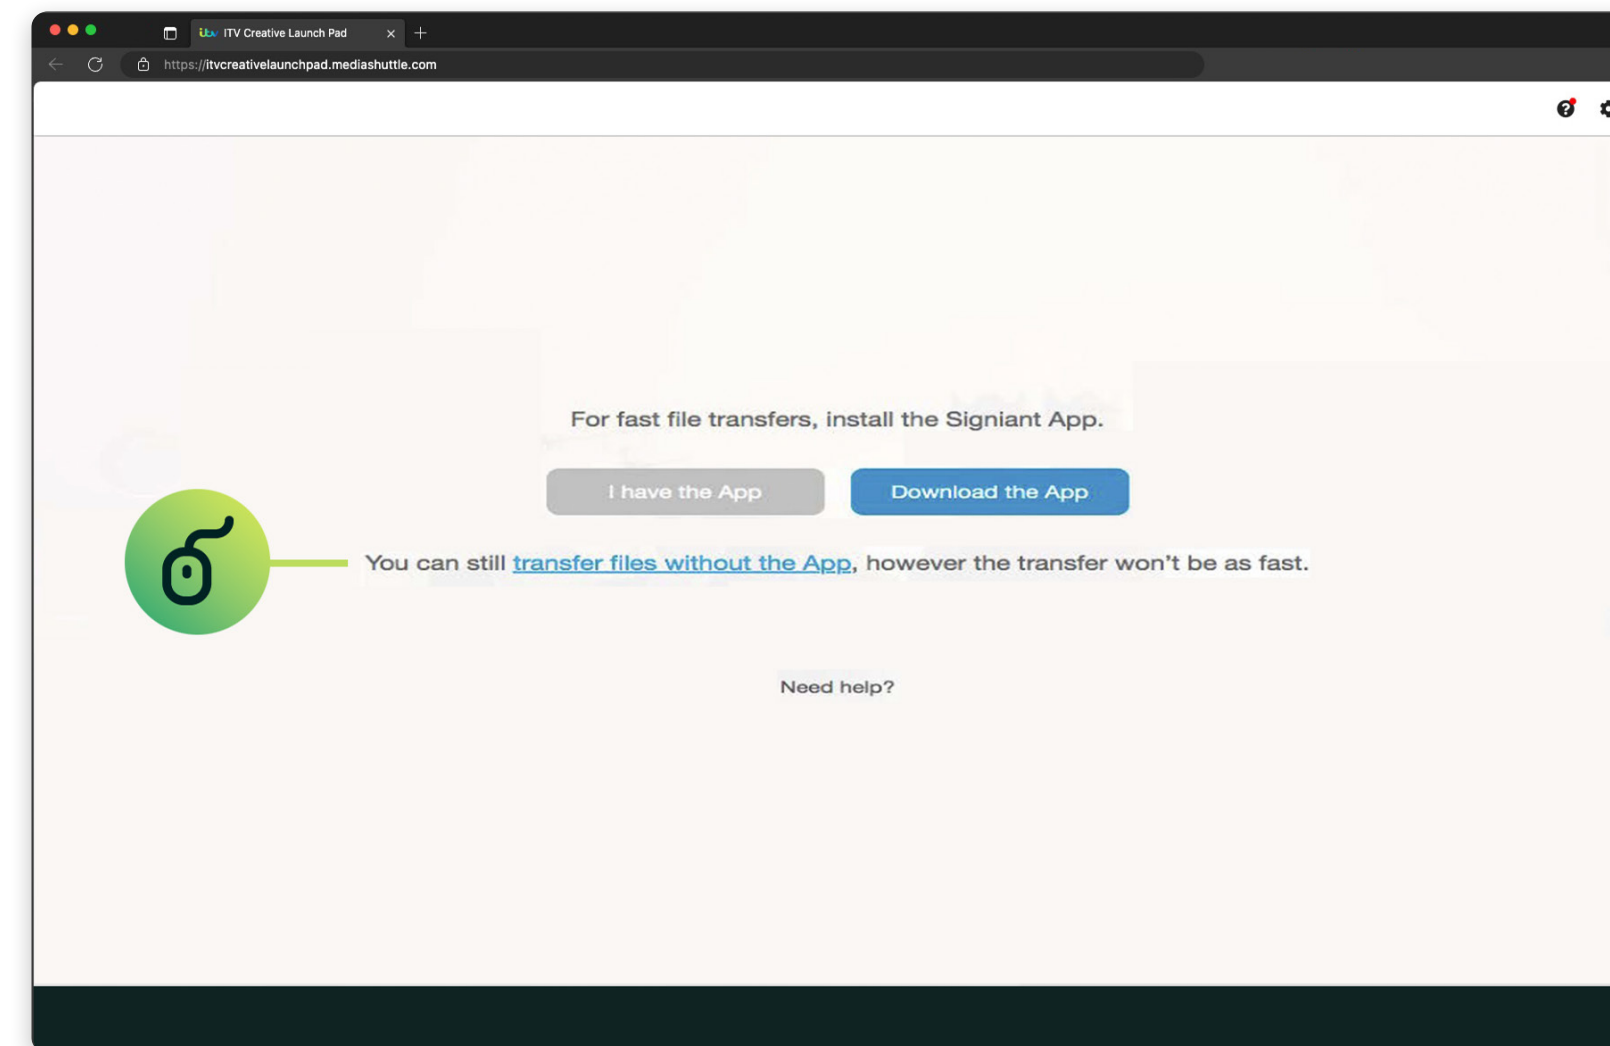 itv ITV Creative Launch Pad
https://itvcreativelaunchpad.mediashuttle.com
?
For fast file transfers, install the Signiant App.
I have the App
Download the App
You can still transfer files without the App, however the transfer won't be as fast.
Need help?